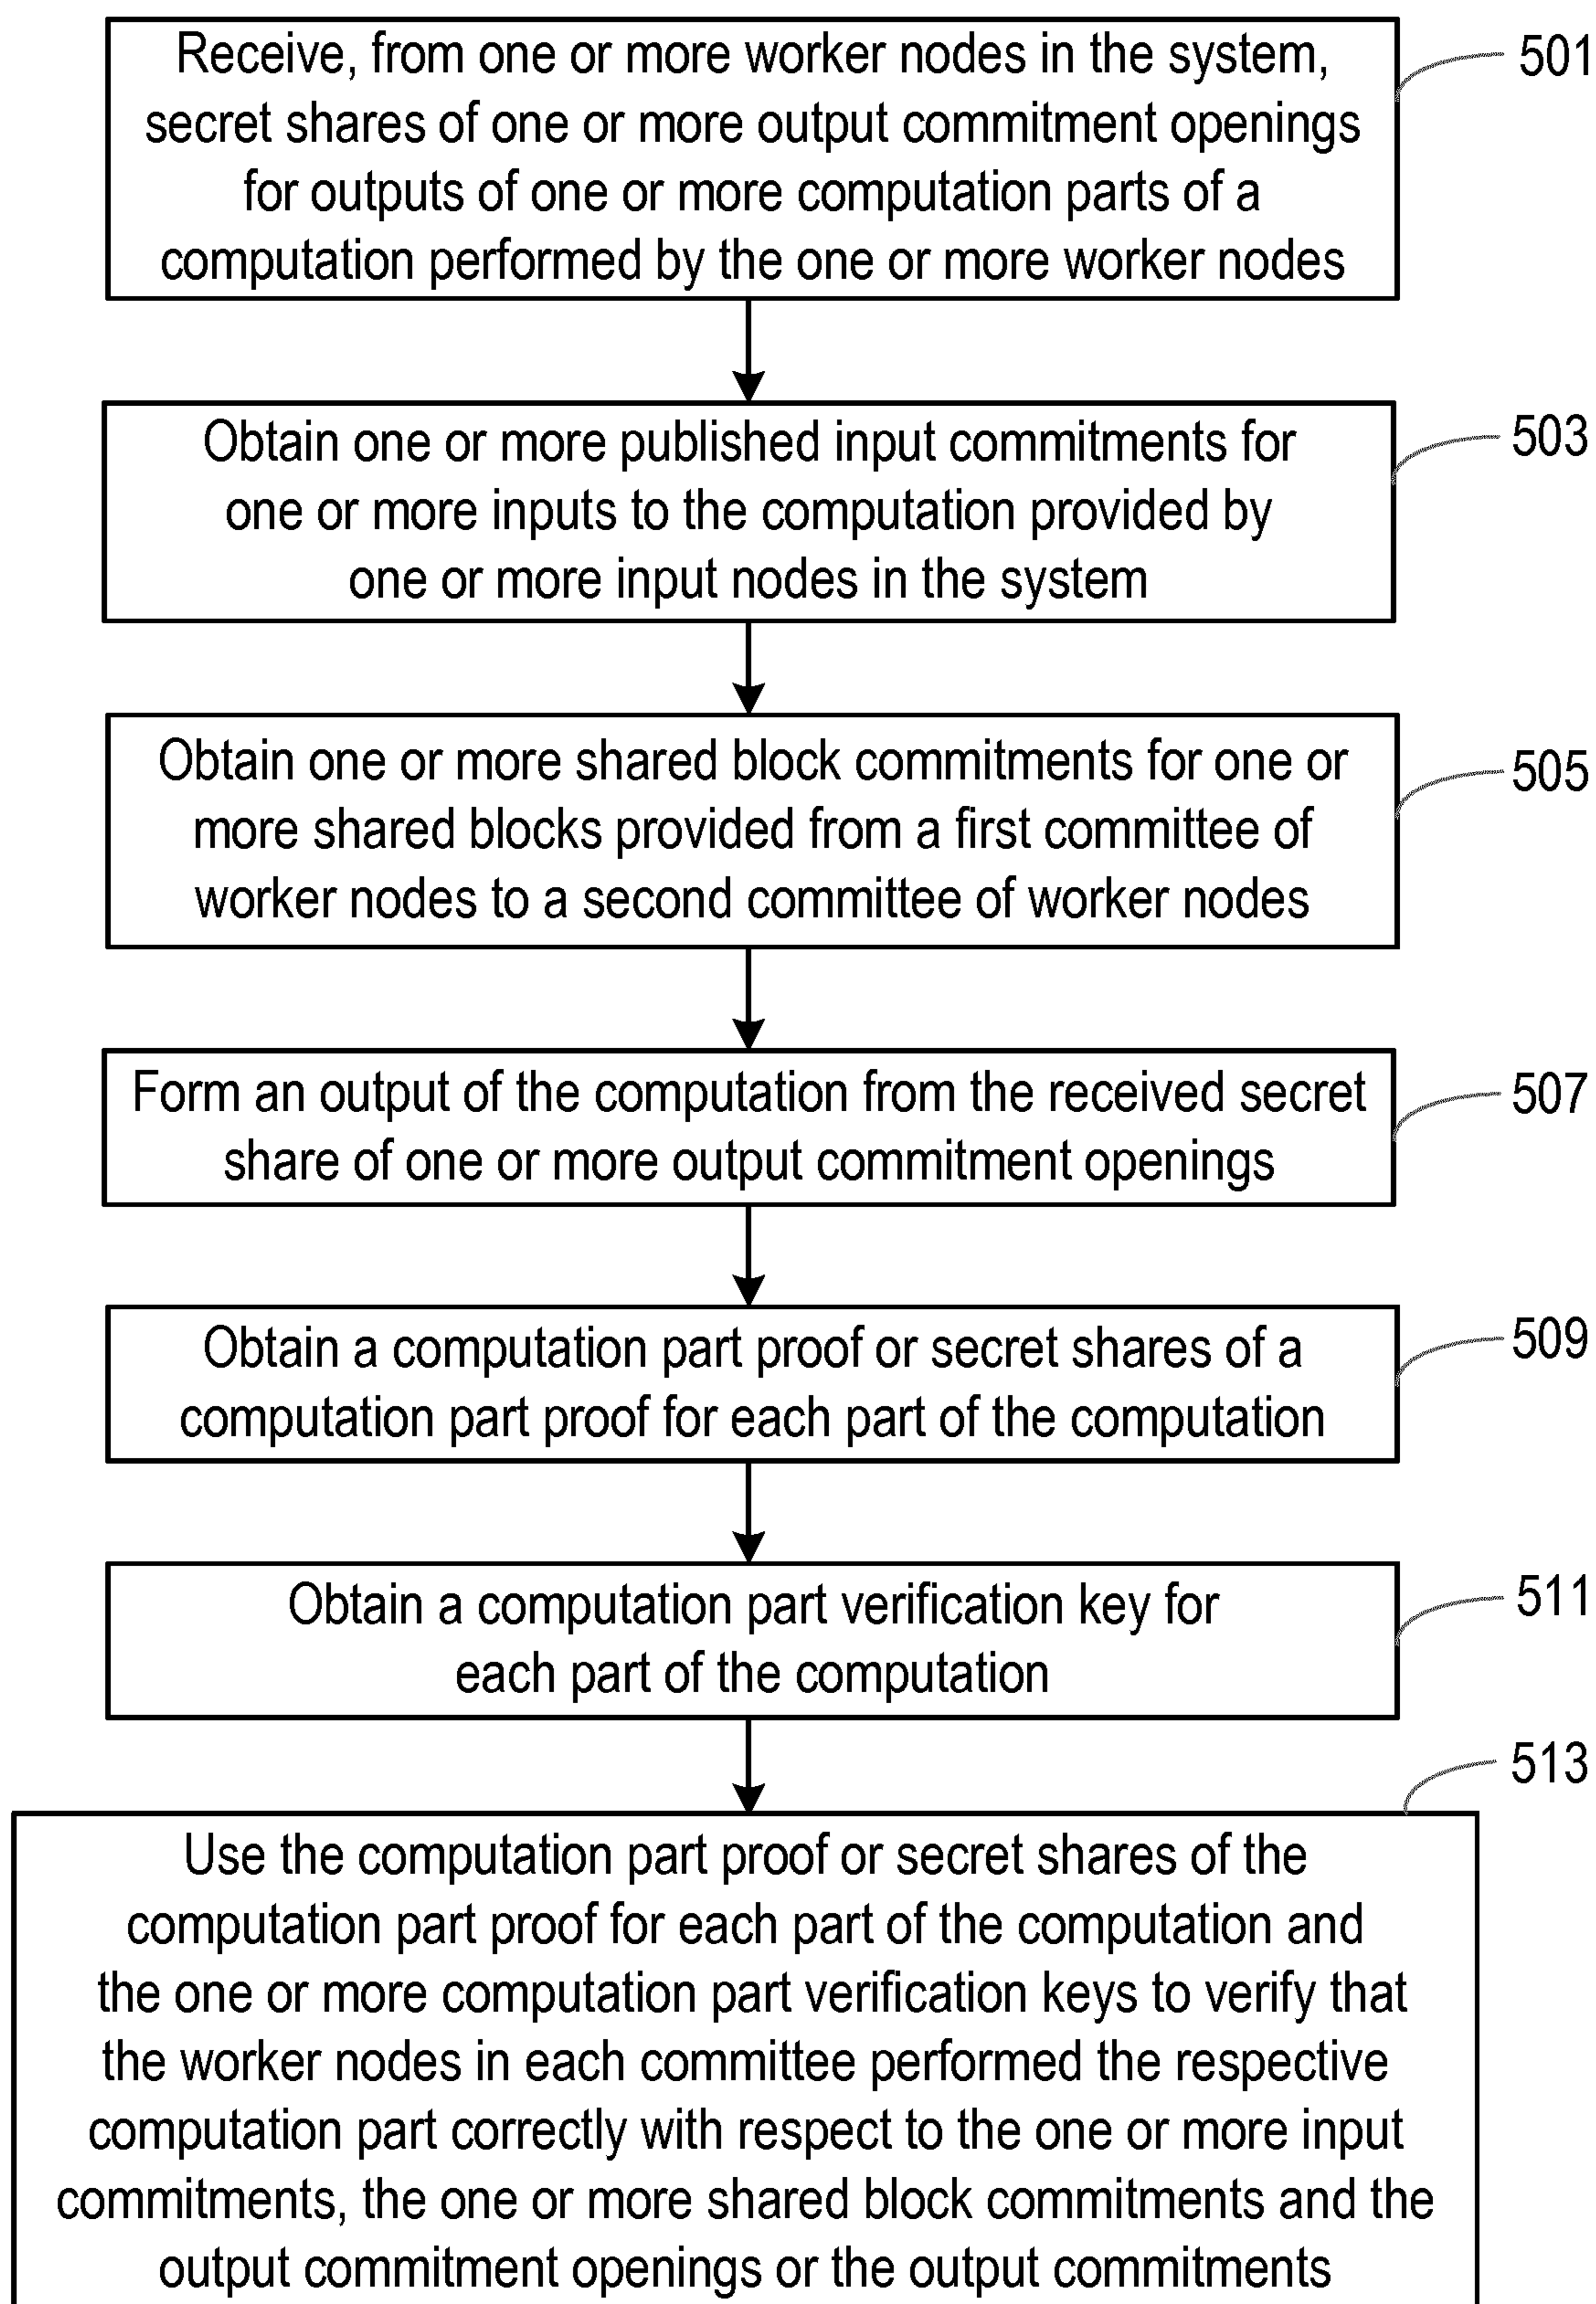 Receive, from one or more worker nodes in the system,
secret shares of one or more output commitment openings
for outputs of one or more computation parts of a
computation performed by the one or more worker nodes
501
Obtain one or more published input commitments for
one or more inputs to the computation provided by
one or more input nodes in the system
503
Obtain one or more shared block commitments for one or
more shared blocks provided from a first committee of
worker nodes to a second committee of worker nodes
505
Form an output of the computation from the received secret
share of one or more output commitment openings
507
Obtain a computation part proof or secret shares of a
computation part proof for each part of the computation
509
Obtain a computation part verification key for
each part of the computation
511
513
Use the computation part proof or secret shares of the
computation part proof for each part of the computation and
the one or more computation part verification keys to verify that
the worker nodes in each committee performed the respective
computation part correctly with respect to the one or more input
commitments, the one or more shared block commitments and the
output commitment openings or the output commitments